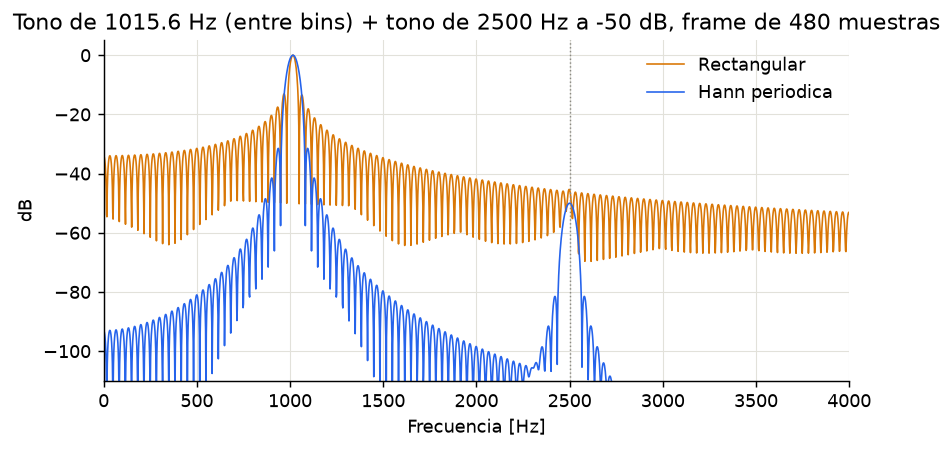 Tono de 1015.6 Hz (entre bins) + tono de 2500 Hz a -50 dB, frame de 480 muestras
Rectangular
Hann periodica
dB
0
−20
−40
−60
−80
−100
0 500 1000 1500 2000 2500 3000 3500 4000
Frecuencia [Hz]